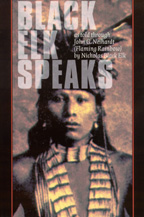 BLACK
ELK
SPEAKS
as told through
John G. Neihardt
(Flaming Rainbow)
by Nicholas Black Elk